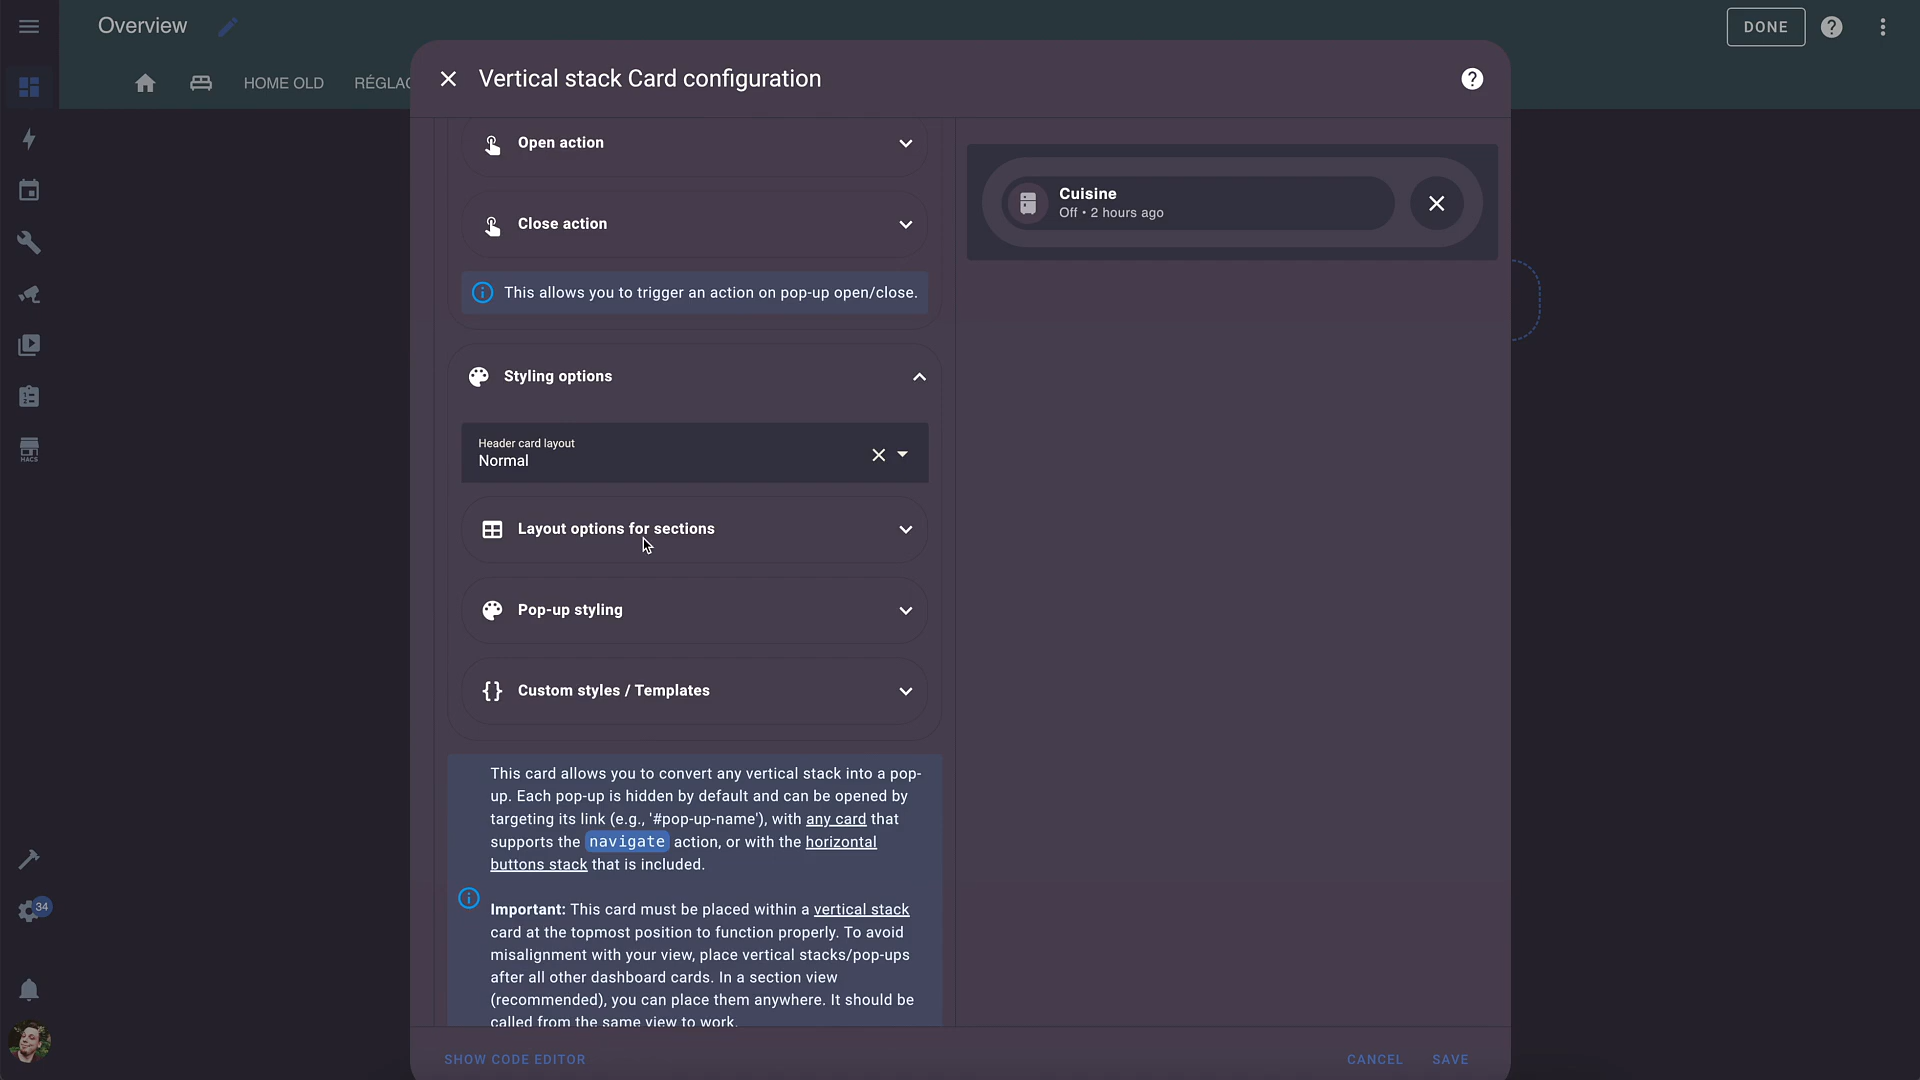 Overview
DONE
HOME OLD
RÉGLAG
Vertical stack Card configuration
Open action
Close action
This allows you to trigger an action on pop-up open/close.
Styling options
Header card layout
Normal
Layout options for sections
Pop-up styling
{} Custom styles / Templates
This card allows you to convert any vertical stack into a pop-
up. Each pop-up is hidden by default and can be opened by
targeting its link (e.g., '#pop-up-name'), with any card that
supports the navigate action, or with the horizontal
buttons stack that is included.
Important: This card must be placed within a vertical stack
card at the topmost position to function properly. To avoid
misalignment with your view, place vertical stacks/pop-ups
after all other dashboard cards. In a section view
(recommended), you can place them anywhere. It should be
called from the same view to work.
Cuisine
Off • 2 hours ago
HACS
34
SHOW CODE EDITOR
CANCEL
SAVE